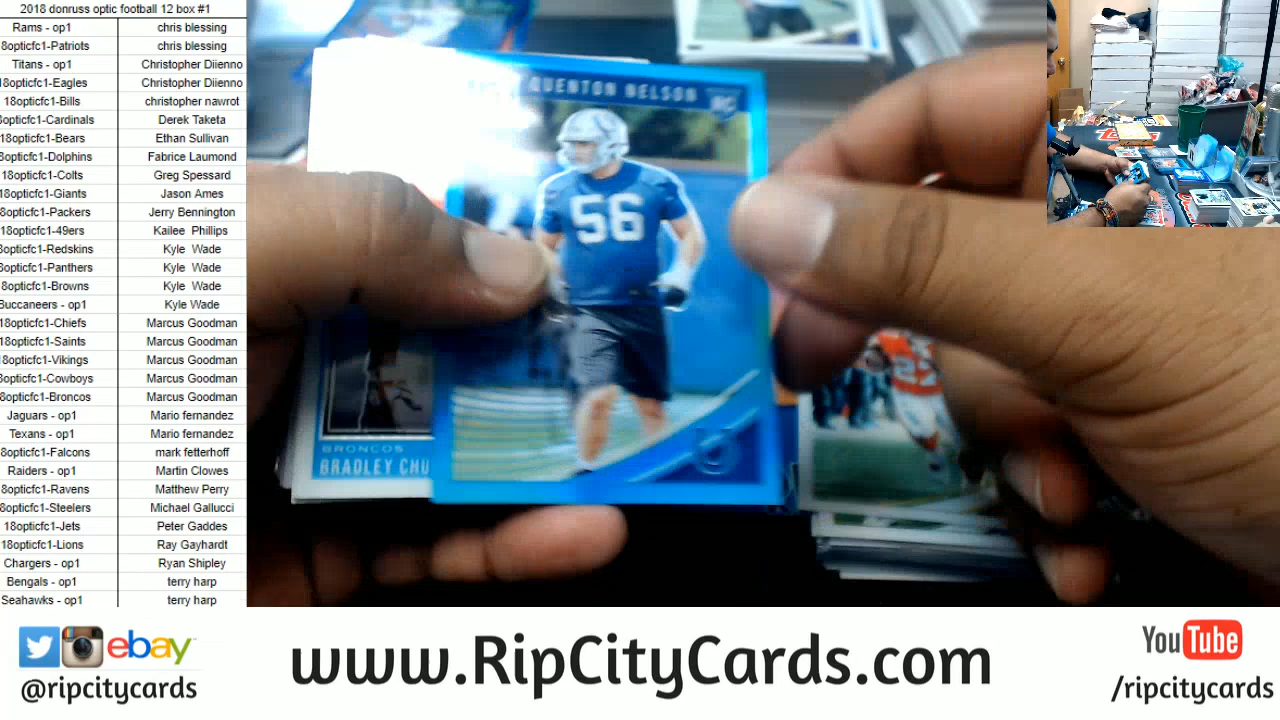 2018 donruss optic football 12 box #1
Rams - op1 chris blessing
8opticfc1-Patriots chris blessing
Titans - op1 Christopher Diienno
18opticfc1-Eagles Christopher Diienno
18opticfc1-Bills christopher nawrot
8opticfc1-Cardinals Derek Taketa
18opticfc1-Bears Ethan Sullivan
8opticfc1-Dolphins Fabrice Laumond
18opticfc1-Colts Greg Spessard
18opticfc1-Giants Jason Ames
8opticfc1-Packers Jerry Bennington
18opticfc1-49ers Kailee Phillips
8opticfc1-Redskins Kyle Wade
8opticfc1-Panthers Kyle Wade
8opticfc1-Browns Kyle Wade
Buccaneers - op1 Kyle Wade
18opticfc1-Chiefs Marcus Goodman
18opticfc1-Saints Marcus Goodman
18opticfc1-Vikings Marcus Goodman
8opticfc1-Cowboys Marcus Goodman
8opticfc1-Broncos Marcus Goodman
Jaguars - op1 Mario fernandez
Texans - op1 Mario fernandez
8opticfc1-Falcons mark fetterhoff
Raiders - op1 Martin Clowes
8opticfc1-Ravens Matthew Perry
8opticfc1-Steelers Michael Gallucci
18opticfc1-Jets Peter Gaddes
18opticfc1-Lions Ray Gayhardt
Chargers - op1 Ryan Shipley
Bengals - op1 terry harp
Seahawks - op1 terry harp
QUENTON NELSON
RC
56
27
BRONCOS
BRADLEY CHU
ebay
@ripcitycards
www.RipCityCards.com
YouTube
/ripcitycards